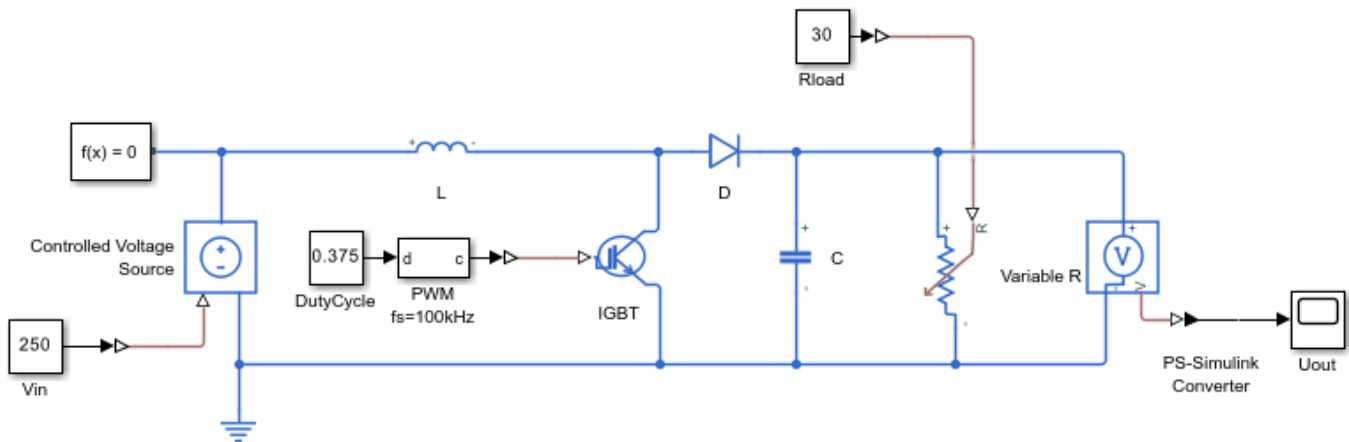 30
Rload
f(x) = 0
+
-
L
D
R
+
+
+
Controlled Voltage
Source
+
−
0.375
DutyCycle
d
c
PWM
fs=100kHz
IGBT
C
-
-
Variable R
V
-
V
250
Vin
PS-Simulink
Converter
Uout